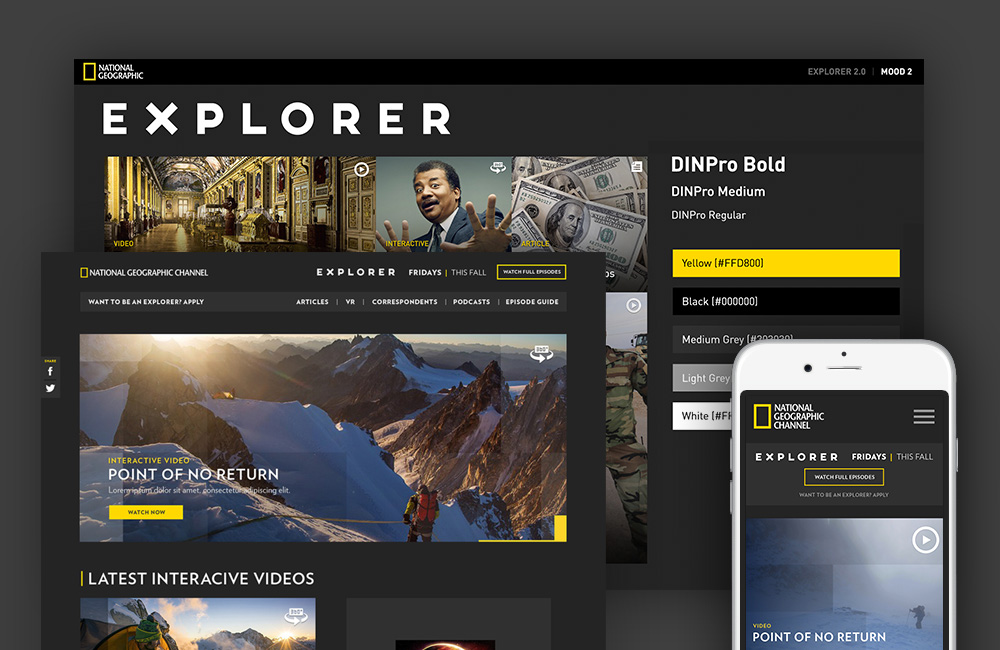 NATIONAL
GEOGRAPHIC
EXPLORER 2.0 | MOOD 2
EXPLORER
360°
VIDEO
INTERACTIVE
ARTICLE
DINPro Bold
DINPro Medium
DINPro Regular
Yellow [#FFD800]
Black [#000000]
Medium Grey
Light Grey
White [#FF
NATIONAL GEOGRAPHIC CHANNEL
EXPLORER FRIDAYS | THIS FALL
WATCH FULL EPISODES
WANT TO BE AN EXPLORER? APPLY
ARTICLES | VR | CORRESPONDENTS | PODCASTS | EPISODE GUIDE
SHARE
360°
INTERACTIVE VIDEO
POINT OF NO RETURN
Lorem ipsum dolor sit amet, consectetur adipiscing elit.
WATCH NOW
LATEST INTERACIVE VIDEOS
360°
NATIONAL
GEOGRAPHIC
CHANNEL
EXPLORER FRIDAYS | THIS FALL
WATCH FULL EPISODES
WANT TO BE AN EXPLORER? APPLY
VIDEO
POINT OF NO RETURN